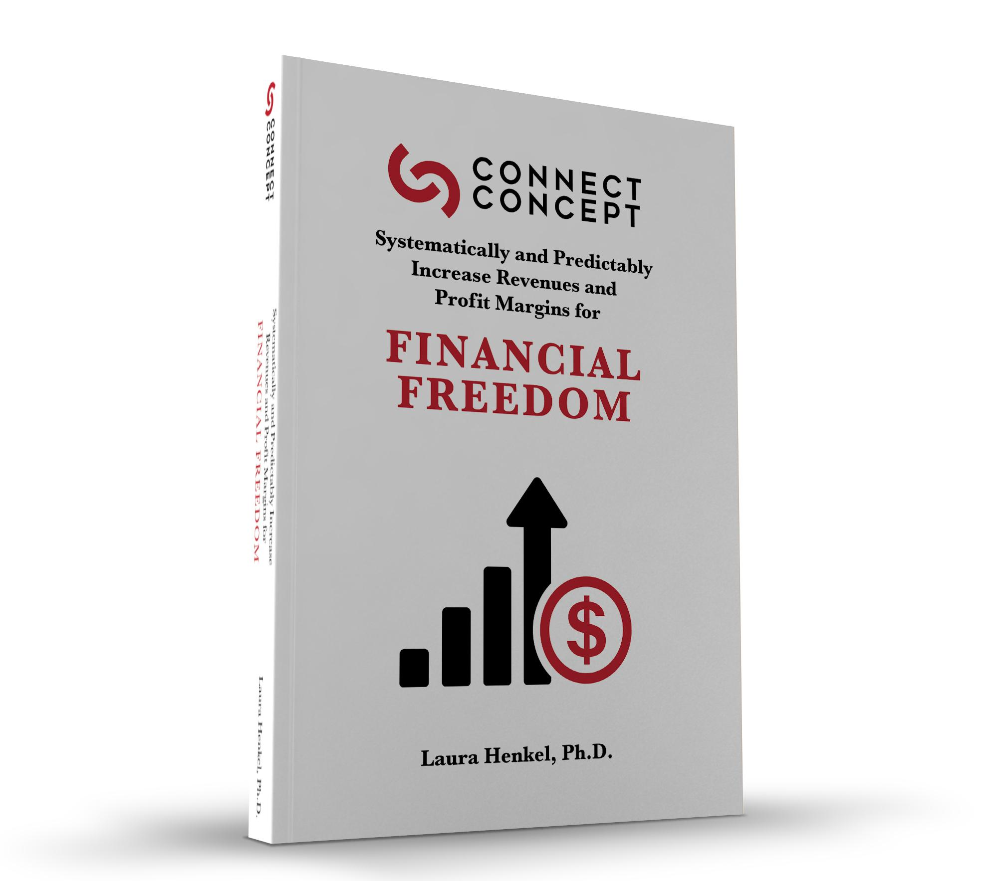 CONNECT
CONCEPT
Systematically and Predictably
Increase Revenues and
Profit Margins for
FINANCIAL
FREEDOM
$
Laura Henkel, Ph.D.
CONNECT
CONCEPT
Systematically and Predictably Increase
Revenues and Profit Margins for
FINANCIAL FREEDOM
Laura Henkel, Ph.D.